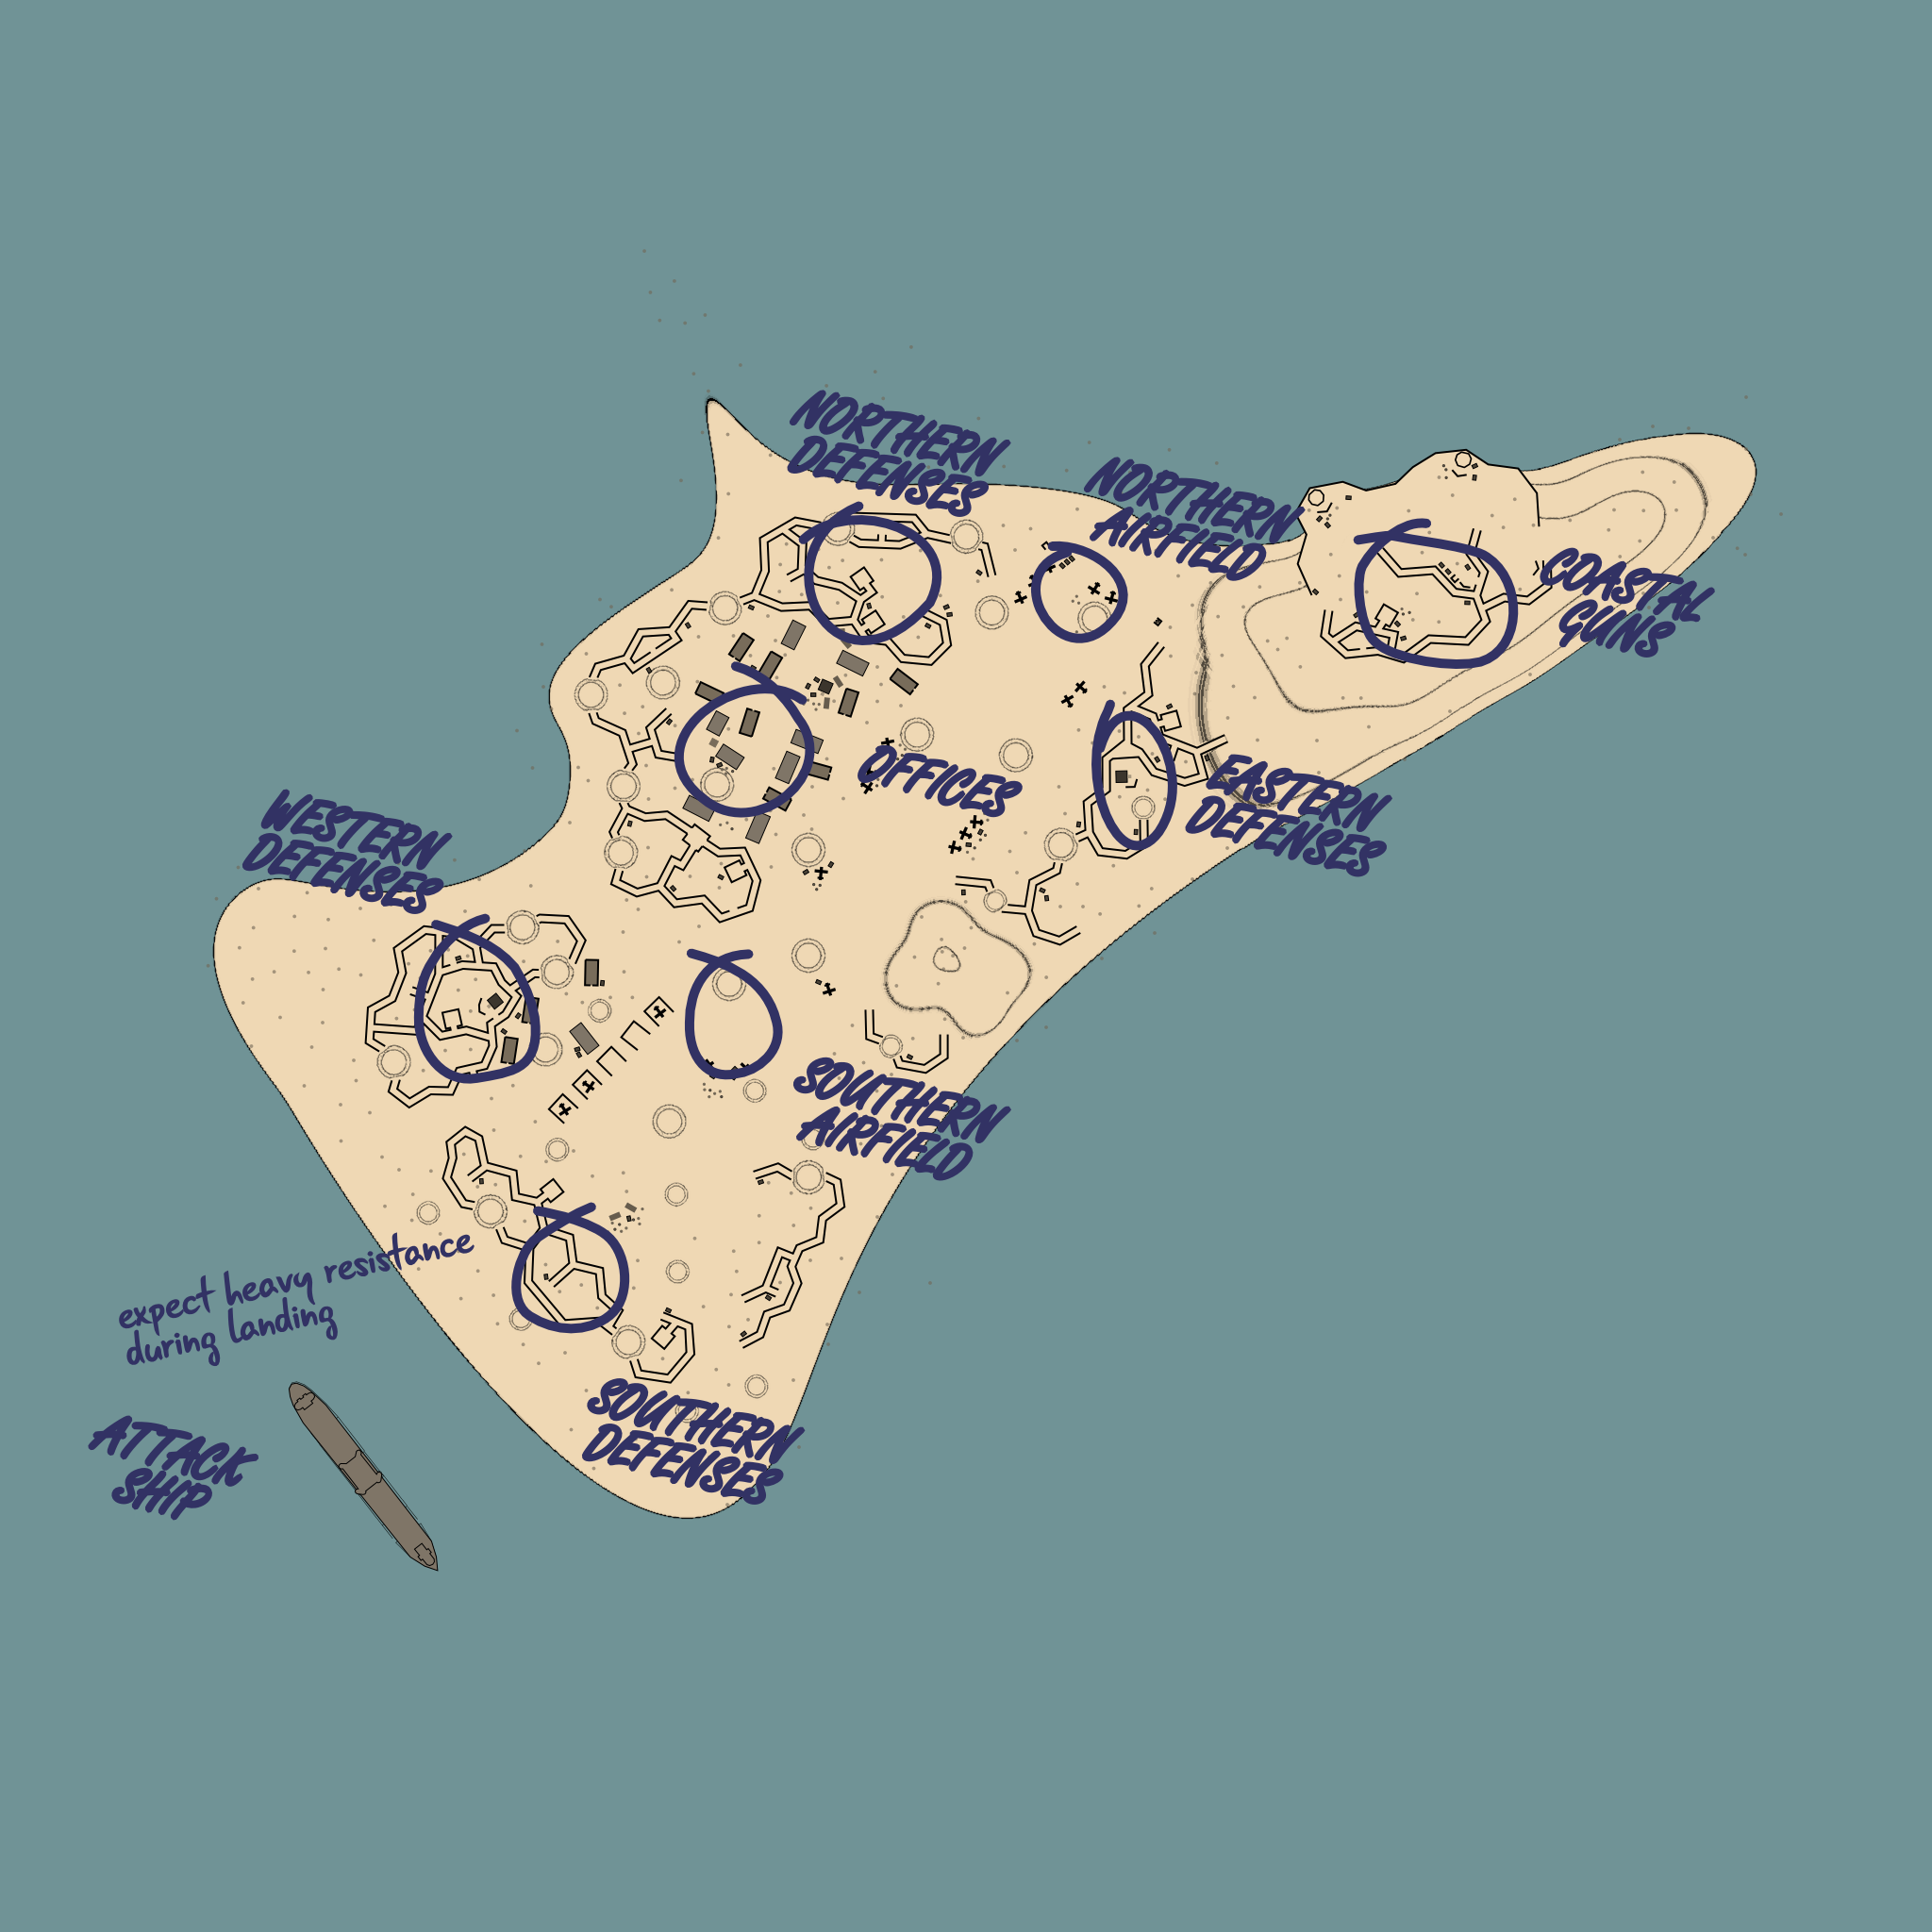 NORTHERN
DEFENSES
NORTHERN
AIRFIELD
COASTAL
GUNS
OFFICES
EASTERN
DEFENSES
WESTERN
DEFENSES
SOUTHERN
AIRFIELD
expect heavy resistance
during landing
SOUTHERN
DEFENSES
ATTACK
SHIP